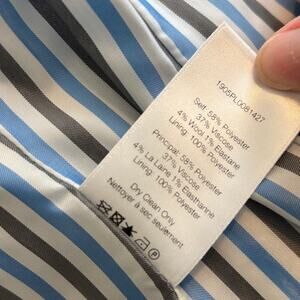 1905PL0081427
Self: 58% Polyester
37% Viscose
4% Wool 1% Elastane
Lining: 100% Polyester
Principal: 58% Polyester
37% Viscose
4% La Laine 1% Elasthanne
Lining: 100% Polyester
Dry Clean Only
Nettoyer à sec seulement